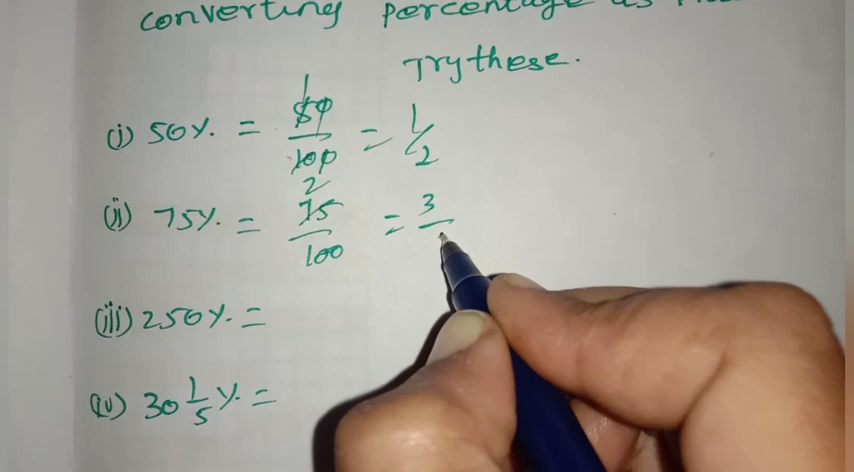 converting percentage as
Try these.
(i) 50% = 50/100 = 1/2
(ii) 75% = 75/100 = 3/
(iii) 250% =
(iv) 30 1/5 % =